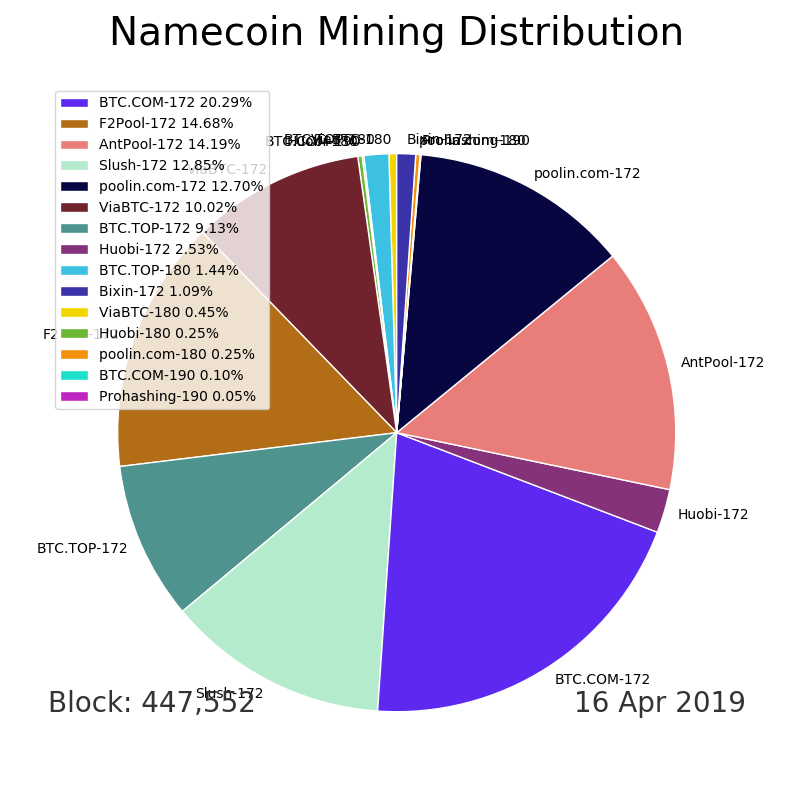 Namecoin Mining Distribution
BTC.COM-172 20.29%
F2Pool-172 14.68%
AntPool-172 14.19%
Slush-172 12.85%
poolin.com-172 12.70%
ViaBTC-172 10.02%
BTC.TOP-172 9.13%
Huobi-172 2.53%
BTC.TOP-180 1.44%
Bixin-172 1.09%
ViaBTC-180 0.45%
Huobi-180 0.25%
poolin.com-180 0.25%
BTC.COM-190 0.10%
Prohashing-190 0.05%
Bixin-172
ViaBTC-172
poolin.com-172
AntPool-172
Huobi-172
BTC.TOP-172
BTC.COM-172
Slush-172
Block: 447,552
16 Apr 2019